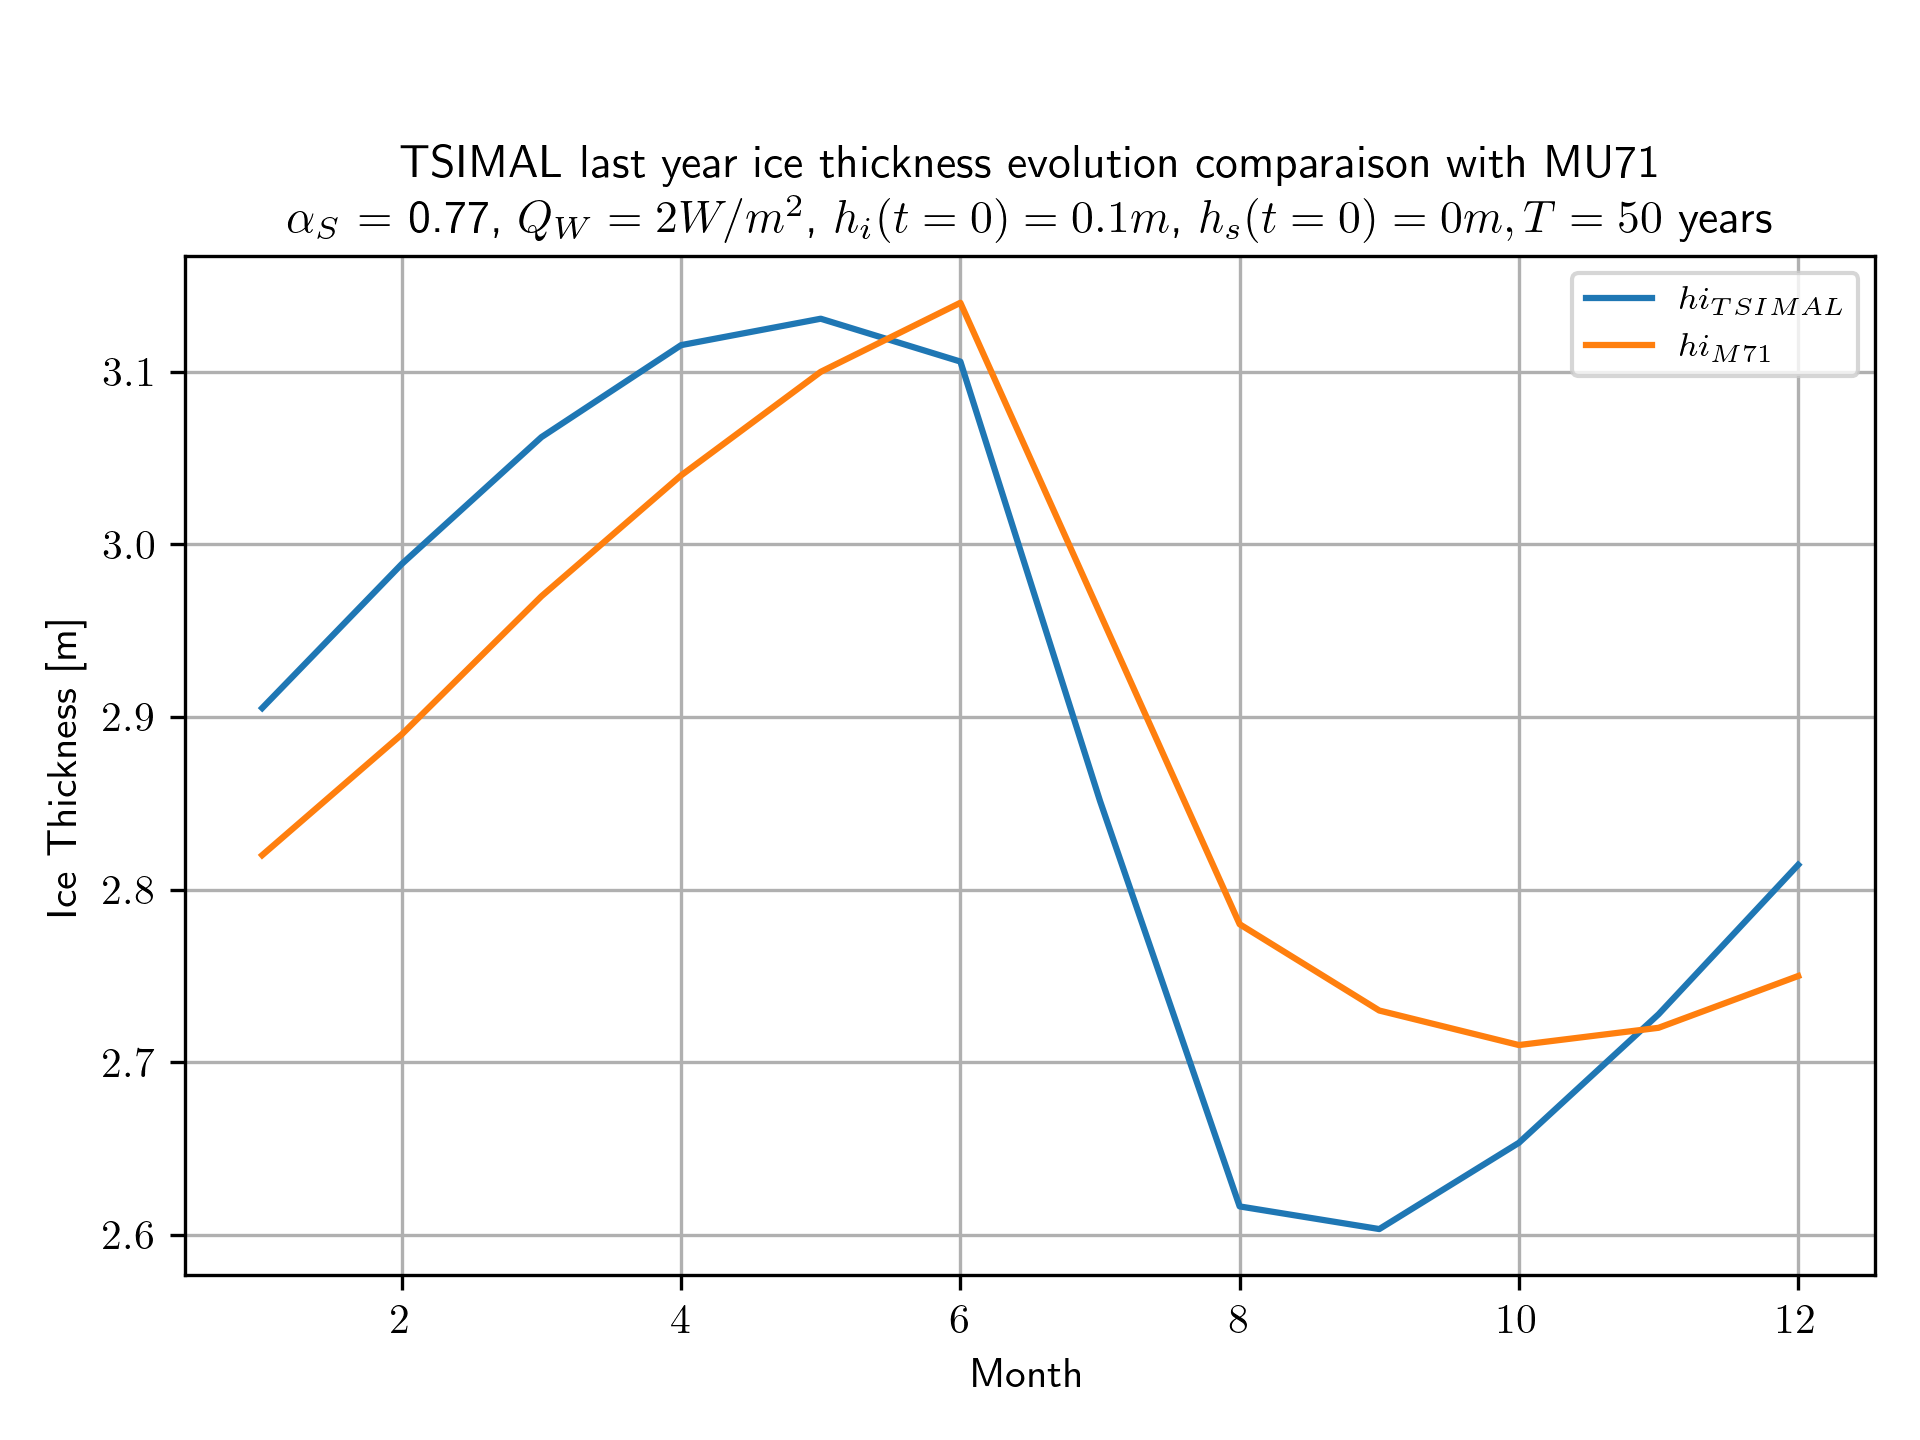 TSIMAL last year ice thickness evolution comparaison with MU71
α_S = 0.77, Q_W = 2W/m², h_i(t = 0) = 0.1m, h_s(t = 0) = 0m, T = 50 years
hi_TSIMAL
hi_M71
3.1
3.0
2.9
2.8
2.7
2.6
Ice Thickness [m]
2 4 6 8 10 12
Month